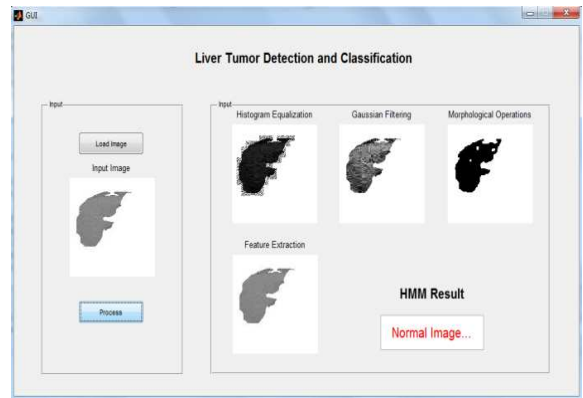 GUI
Liver Tumor Detection and Classification
Input
Load Image
Input Image
Process
Input
Histogram Equalization
Gaussian Filtering
Morphological Operations
Feature Extraction
HMM Result
Normal Image...